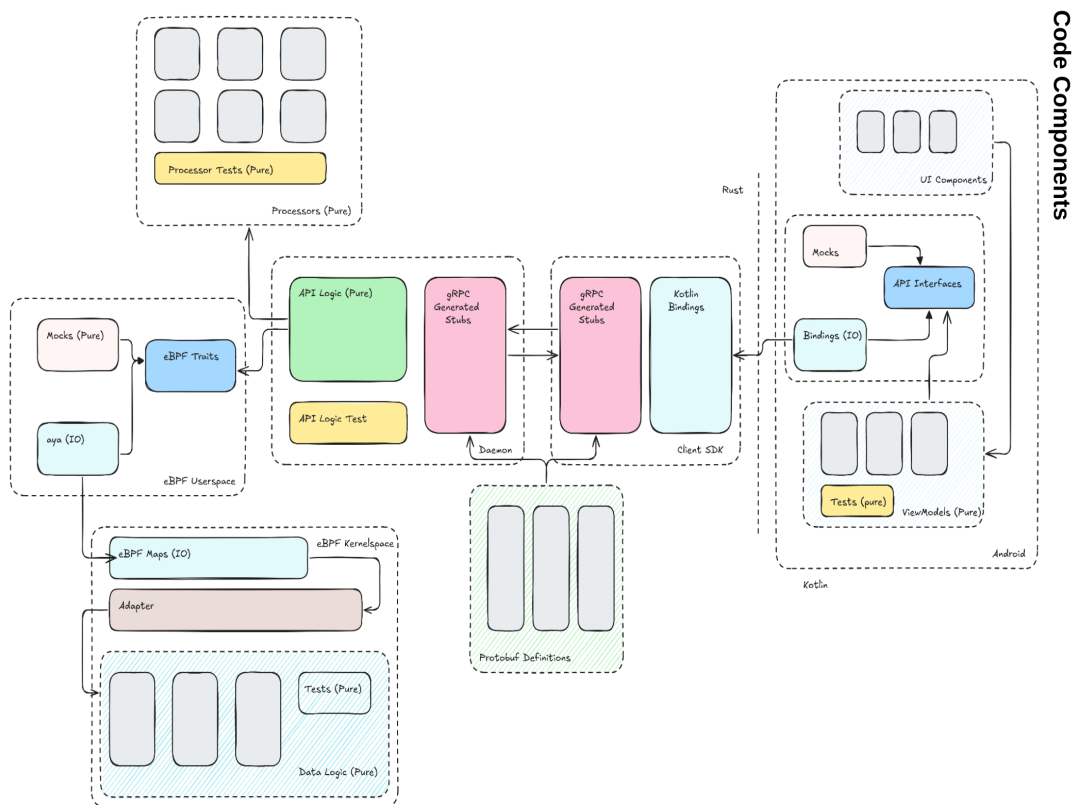 Code Components
Processor Tests (Pure)
Processors (Pure)
Rust
UI Components
Mocks
API Interfaces
Bindings (IO)
Tests (pure)
ViewModels (Pure)
Android
Kotlin
API Logic (Pure)
gRPC
Generated
Stubs
API Logic Test
Daemon
gRPC
Generated
Stubs
Kotlin
Bindings
Client SDK
Mocks (Pure)
eBPF Traits
aya (IO)
eBPF Userspace
eBPF Maps (IO)
eBPF Kernelspace
Adapter
Tests (Pure)
Data Logic (Pure)
Protobuf Definitions